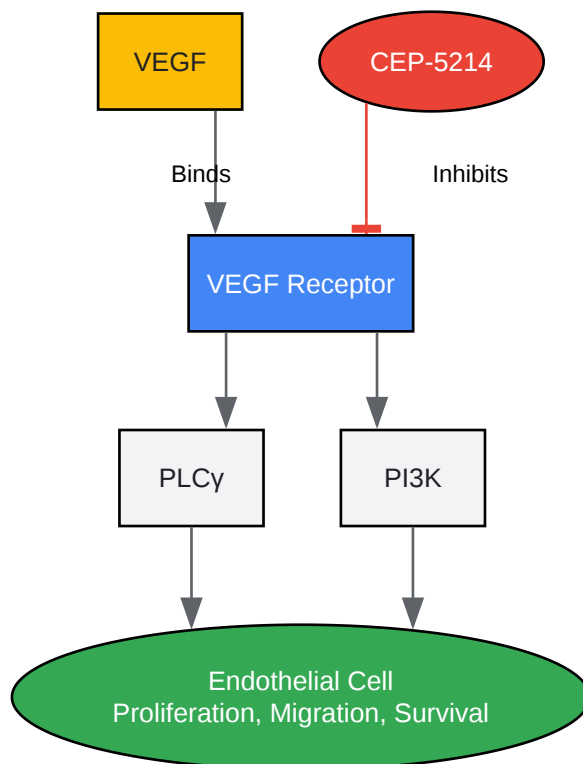 VEGF
CEP-5214
Binds
Inhibits
VEGF Receptor
PLCγ
PI3K
Endothelial Cell
Proliferation, Migration, Survival